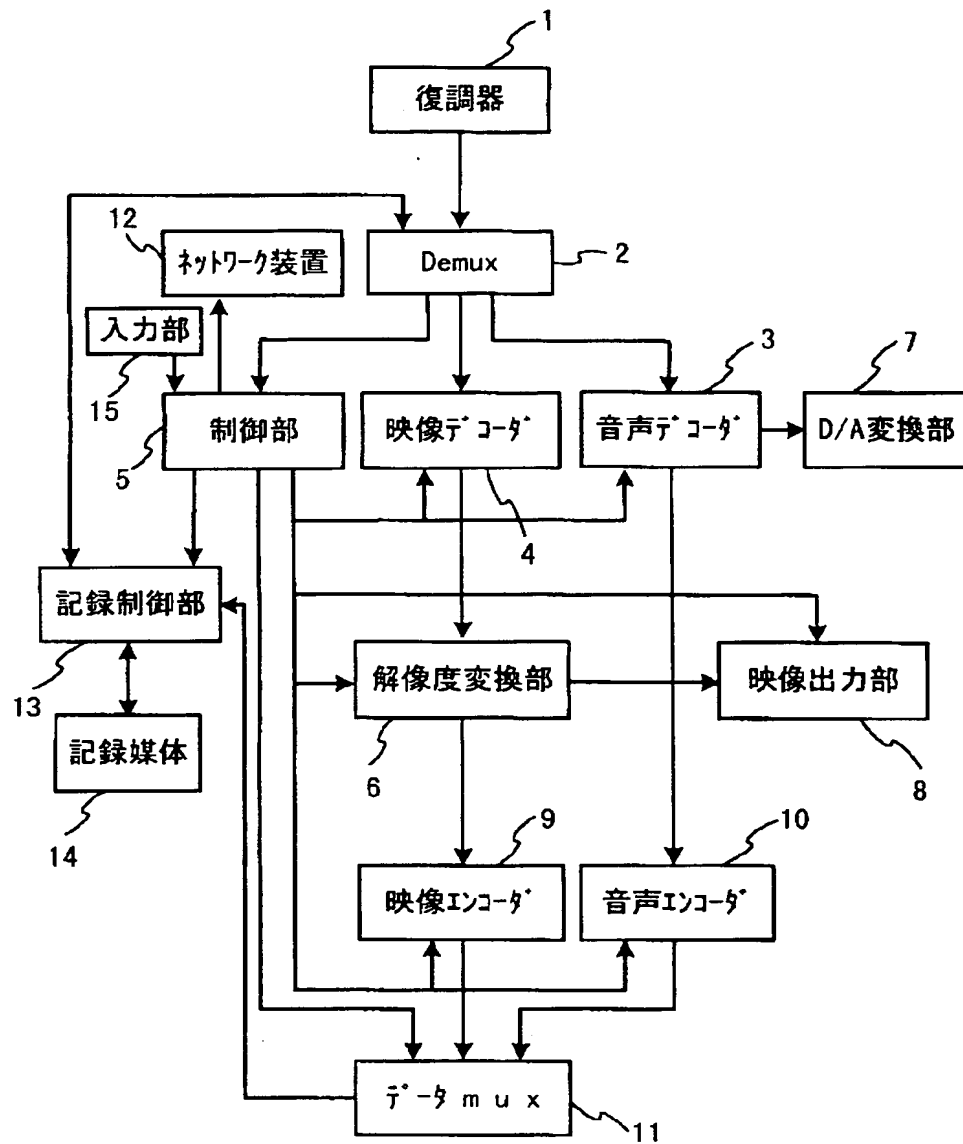 1
復調器
12
ネットワーク装置
Demux
2
入力部
15
3
7
制御部
映像デコーダ
音声デコーダ
D/A変換部
5
4
記録制御部
13
解像度変換部
映像出力部
記録媒体
6
8
14
9
10
映像エンコーダ
音声エンコーダ
データmux
11